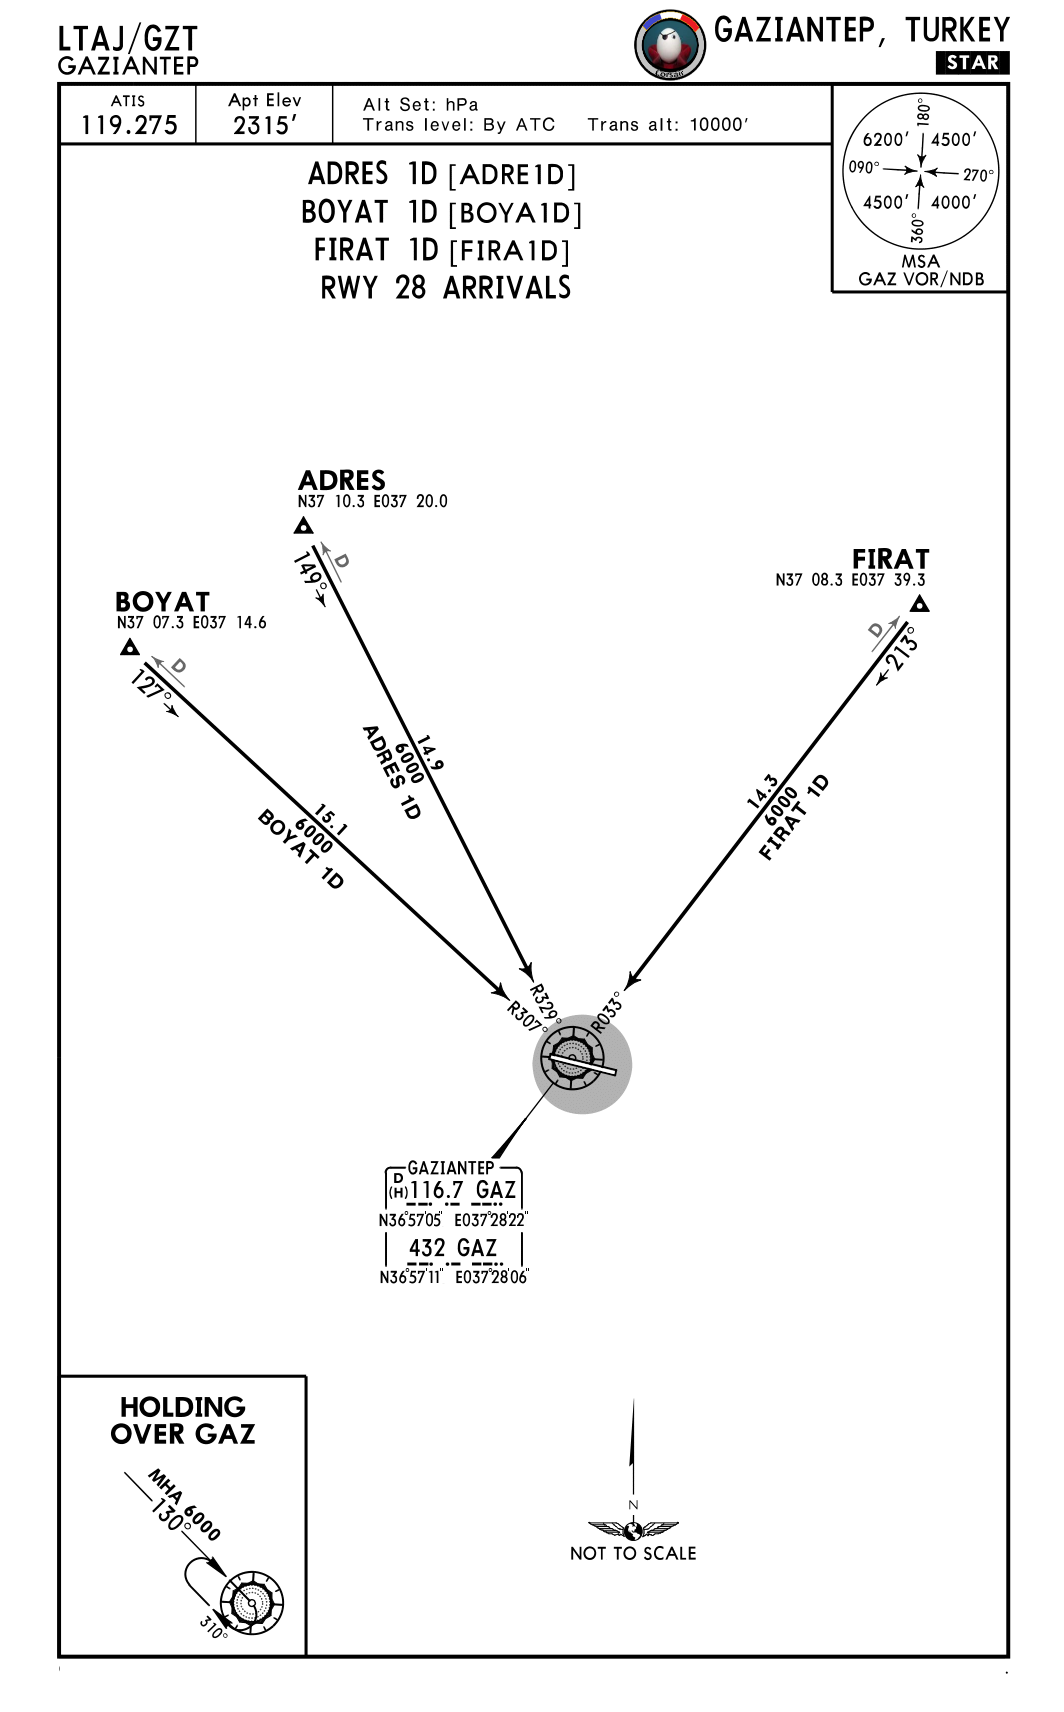 LTAJ/GZT
GAZIANTEP
Corsair
GAZIANTEP, TURKEY
STAR
ATIS
119.275
Apt Elev
2315'
Alt Set: hPa
Trans level: By ATC Trans alt: 10000'
180°
6200' 4500'
090° 270°
4500' 4000'
360°
MSA
GAZ VOR/NDB
ADRES 1D [ADRE1D]
BOYAT 1D [BOYA1D]
FIRAT 1D [FIRA1D]
RWY 28 ARRIVALS
ADRES
N37 10.3 E037 20.0
D
149°
FIRAT
N37 08.3 E037 39.3
D
213°
BOYAT
N37 07.3 E037 14.6
D
127°
14.9
6000
ADRES 1D
14.3
6000
FIRAT 1D
15.1
6000
BOYAT 1D
R329°
R307°
R033°
GAZIANTEP
D
(H) 116.7 GAZ
N36°57'05" E037°28'22"
432 GAZ
N36°57'11" E037°28'06"
HOLDING
OVER GAZ
MHA 6000
130°
310°
N
NOT TO SCALE